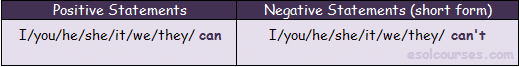 Positive Statements Negative Statements (short form)
I/you/he/she/it/we/they/ can I/you/he/she/it/we/they/ can't
esolcourses.com